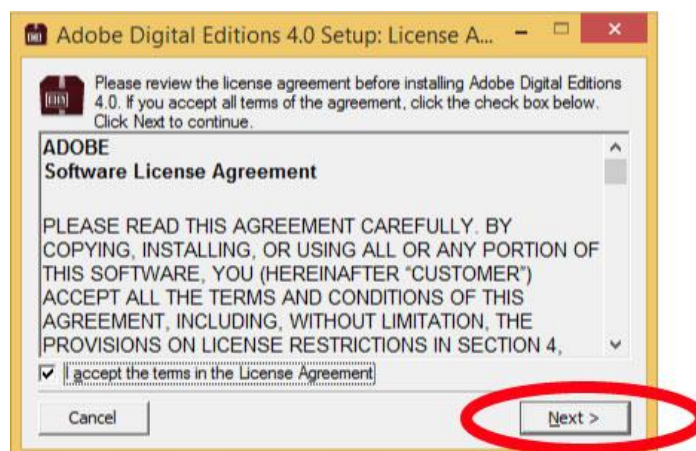 Adobe Digital Editions 4.0 Setup: License A...
Please review the license agreement before installing Adobe Digital Editions
4.0. If you accept all terms of the agreement, click the check box below.
Click Next to continue.
ADOBE
Software License Agreement
PLEASE READ THIS AGREEMENT CAREFULLY. BY
COPYING, INSTALLING, OR USING ALL OR ANY PORTION OF
THIS SOFTWARE, YOU (HEREINAFTER “CUSTOMER”)
ACCEPT ALL THE TERMS AND CONDITIONS OF THIS
AGREEMENT, INCLUDING, WITHOUT LIMITATION, THE
PROVISIONS ON LICENSE RESTRICTIONS IN SECTION 4,
I accept the terms in the License Agreement
Cancel
Next >